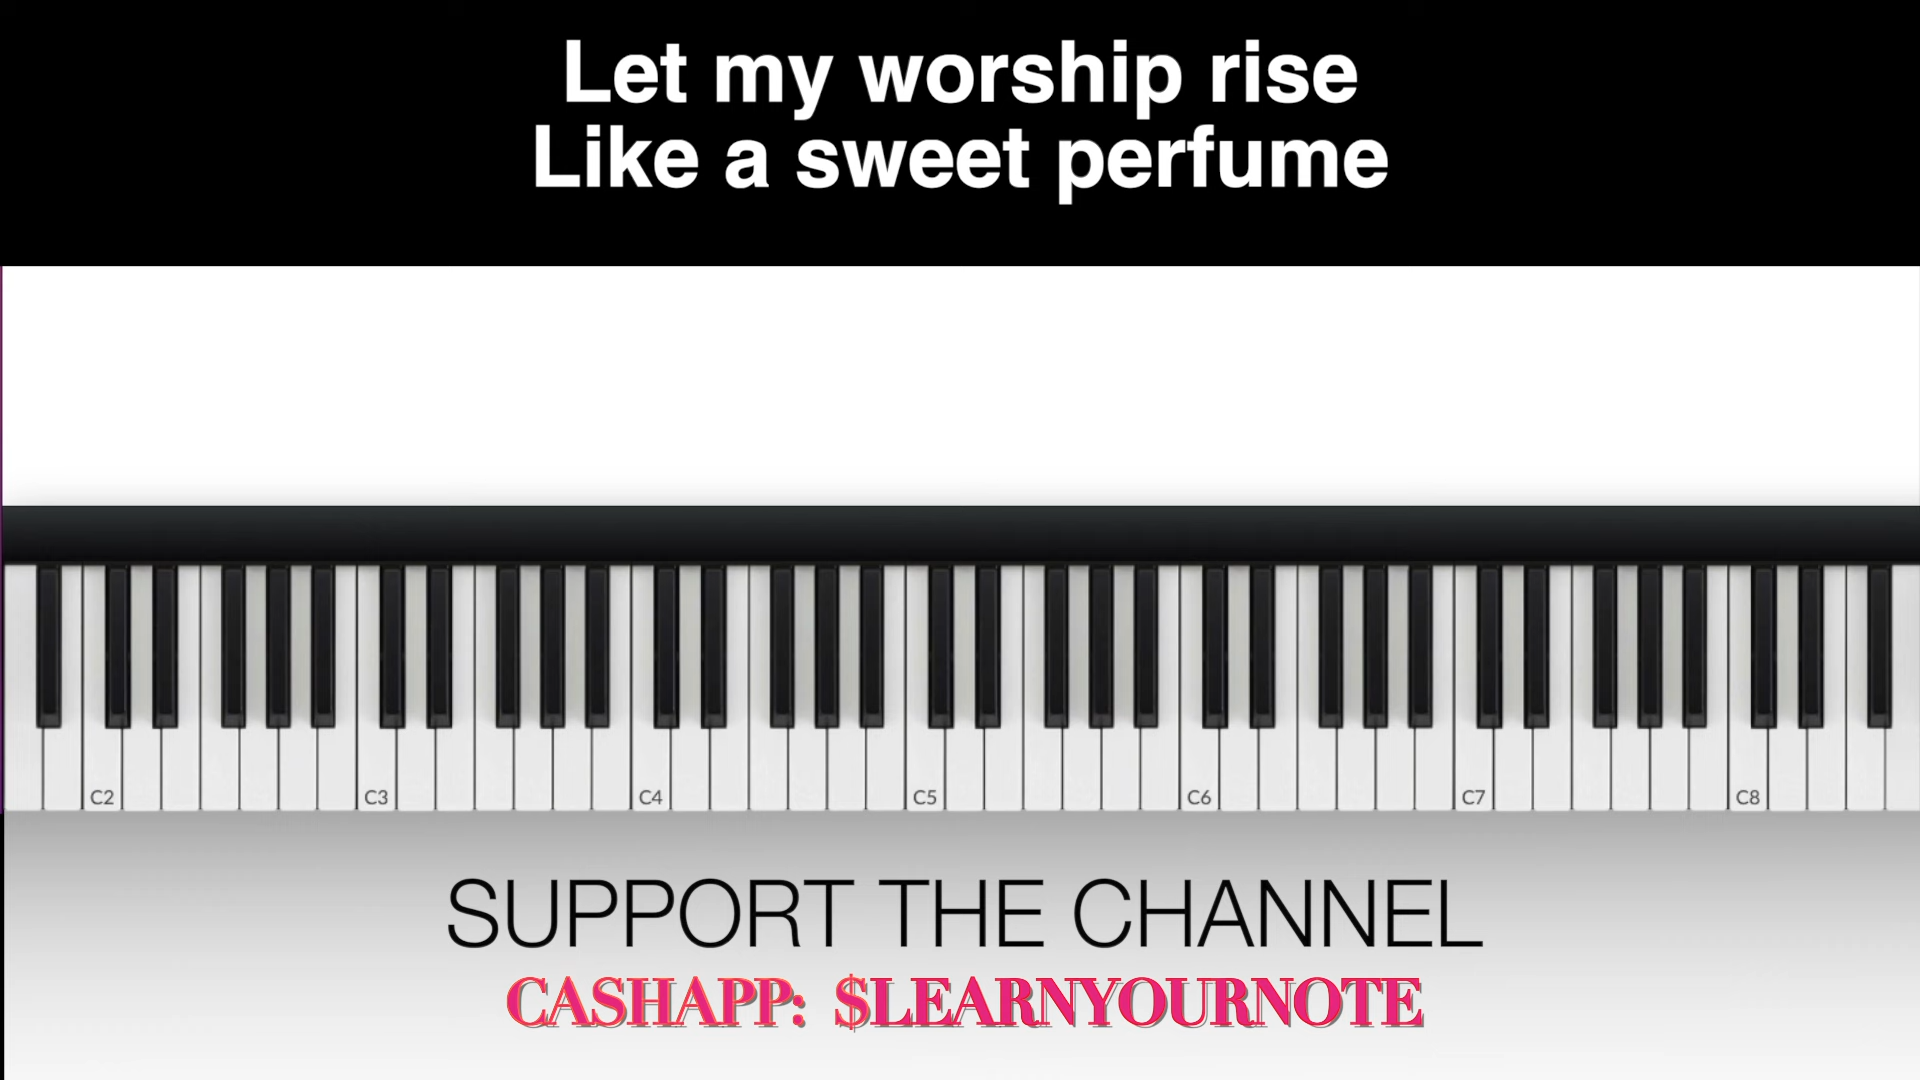 Let my worship rise
Like a sweet perfume
C2 C3 C4 C5 C6 C7 C8
SUPPORT THE CHANNEL
CASHAPP: $LEARNYOURNOTE